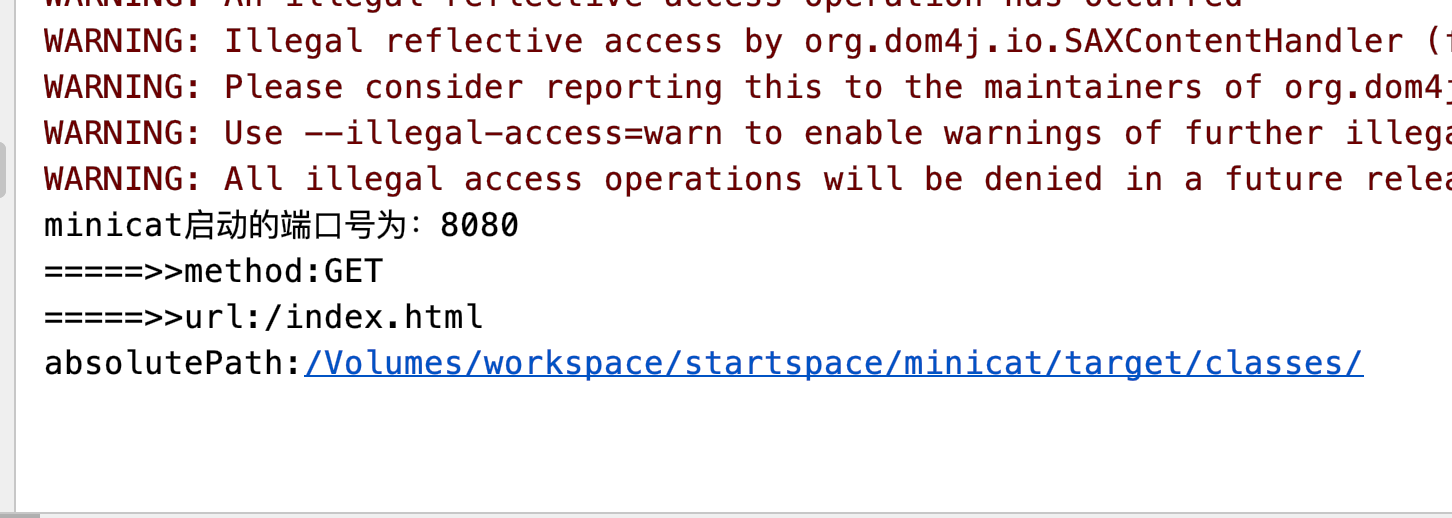 WARNING: An illegal reflective access operation has occurred
WARNING: Illegal reflective access by org.dom4j.io.SAXContentHandler (f
WARNING: Please consider reporting this to the maintainers of org.dom4j
WARNING: Use --illegal-access=warn to enable warnings of further illega
WARNING: All illegal access operations will be denied in a future relea
minicat启动的端口号为：8080
=====>>method:GET
=====>>url:/index.html
absolutePath:/Volumes/workspace/startspace/minicat/target/classes/